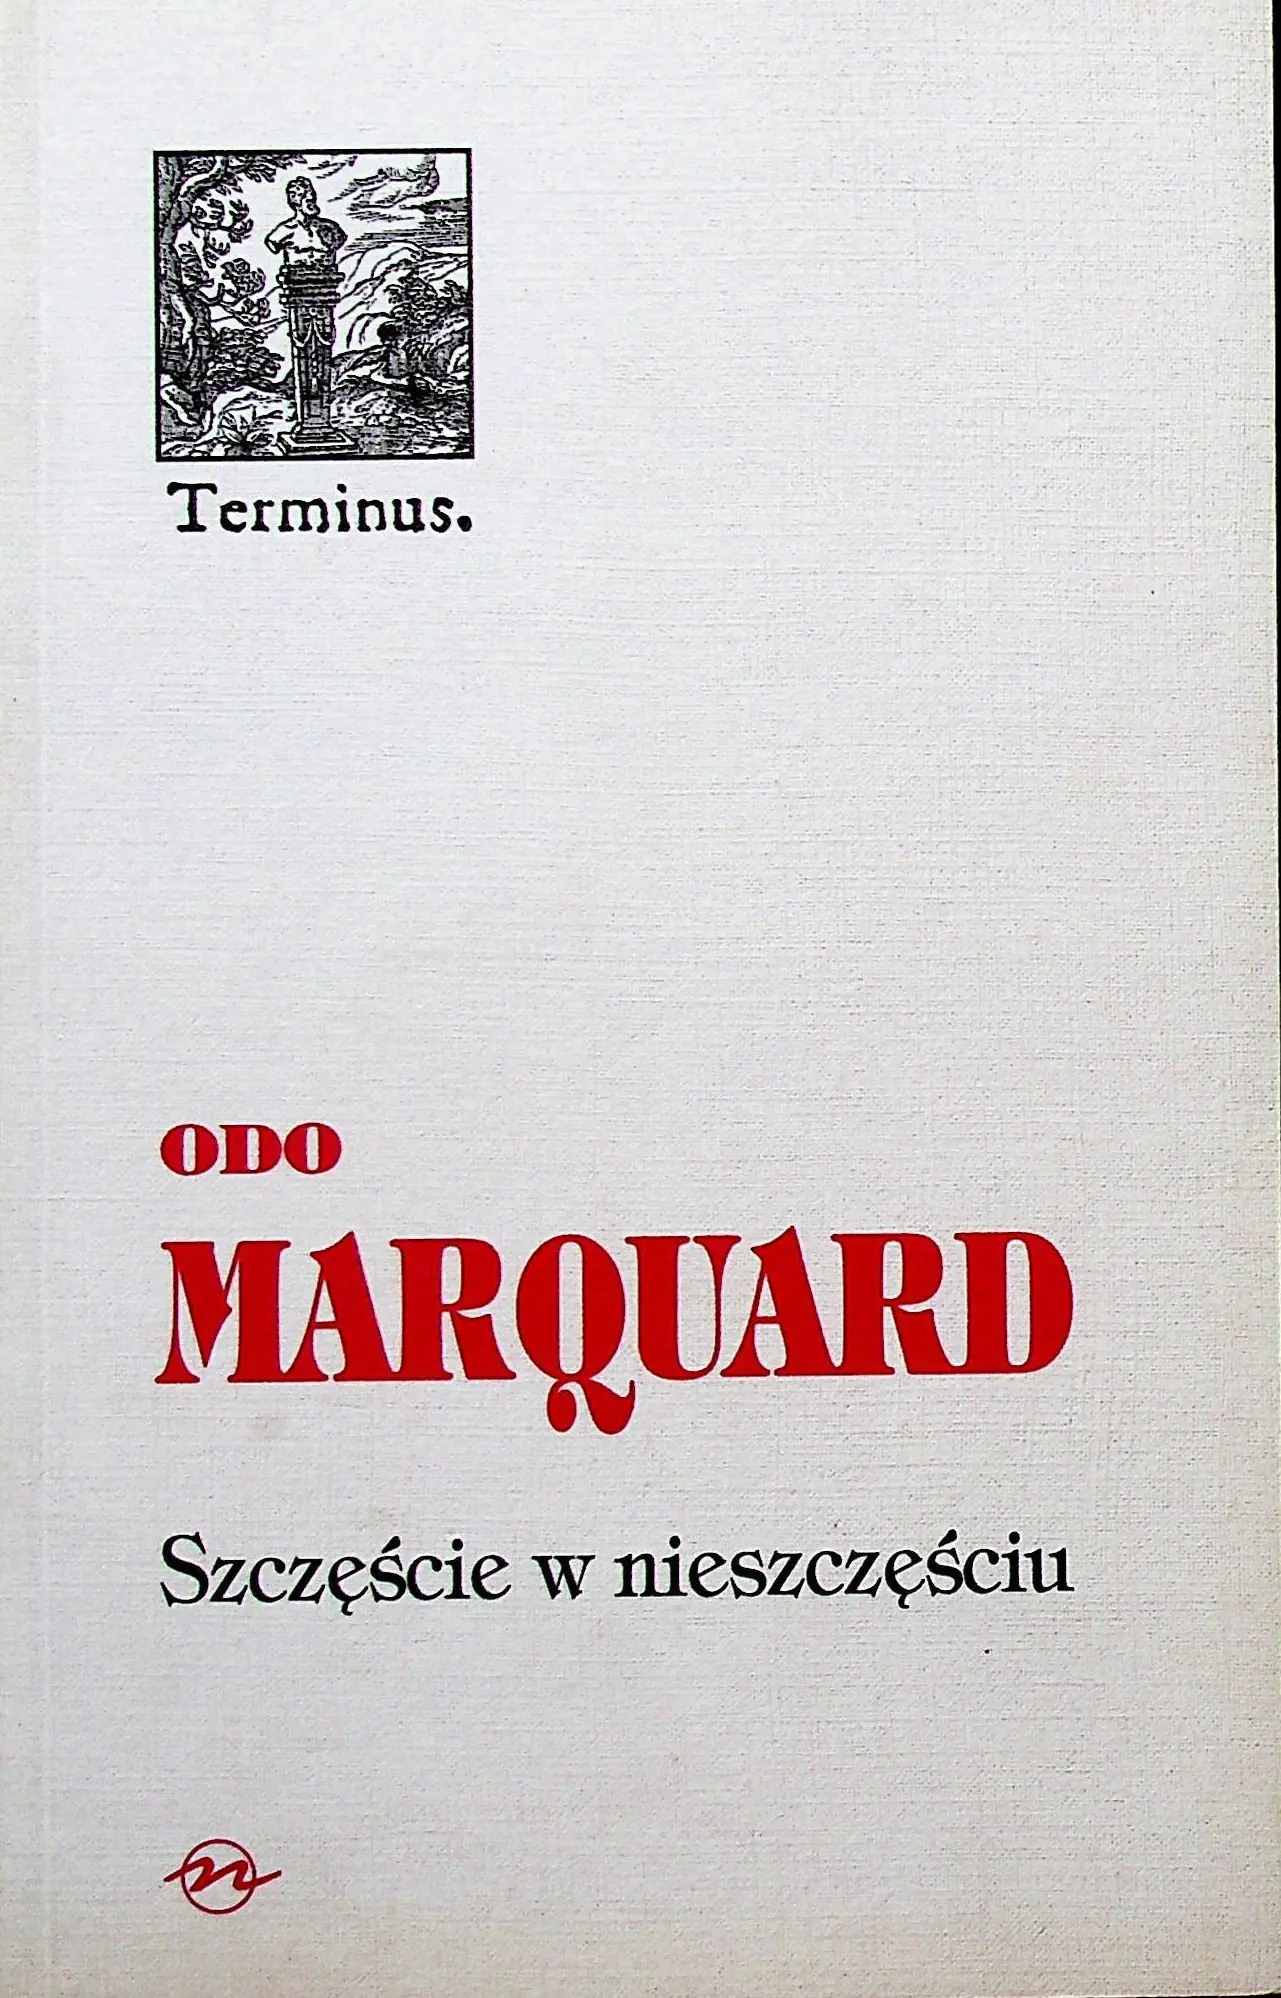 Terminus.
ODO
MARQUARD
Szczęście w nieszczęściu